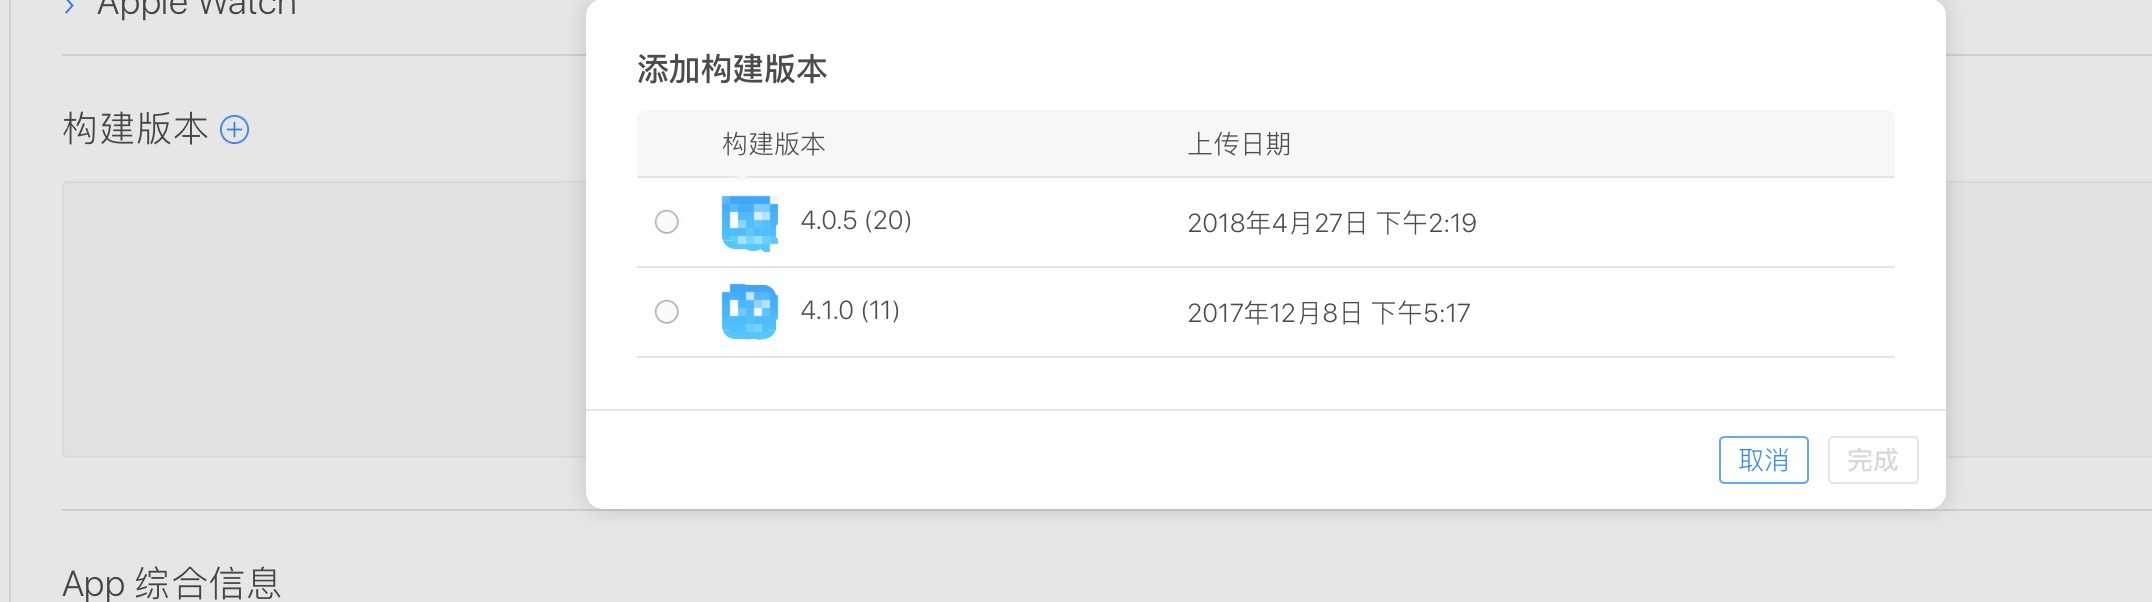 Apple Watch
构建版本
App 综合信息
添加构建版本
构建版本 上传日期
4.0.5 (20) 2018年4月27日 下午2:19
4.1.0 (11) 2017年12月8日 下午5:17
取消 完成